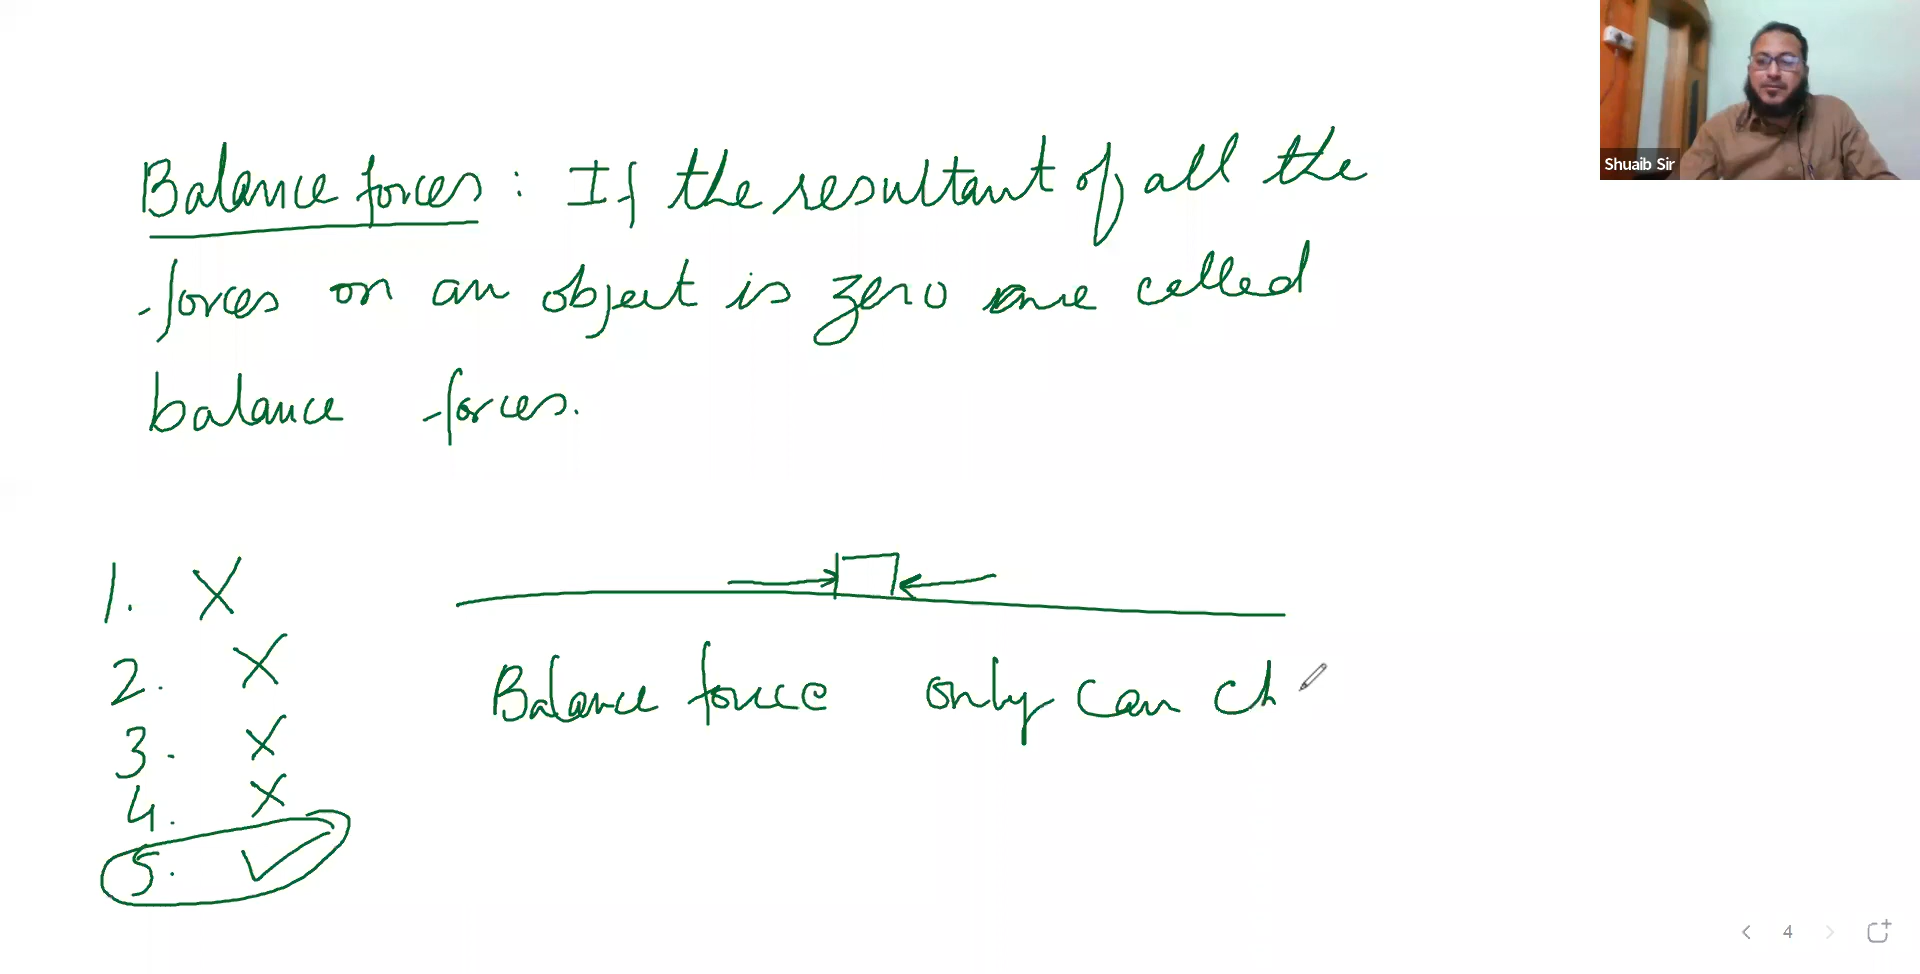 Balance forces : If the resultant of all the
forces on an object is zero are called
balance forces.
1. X
2. X
3. X
4. X
5. ✓
Balance force only can ch
Shuaib Sir
4